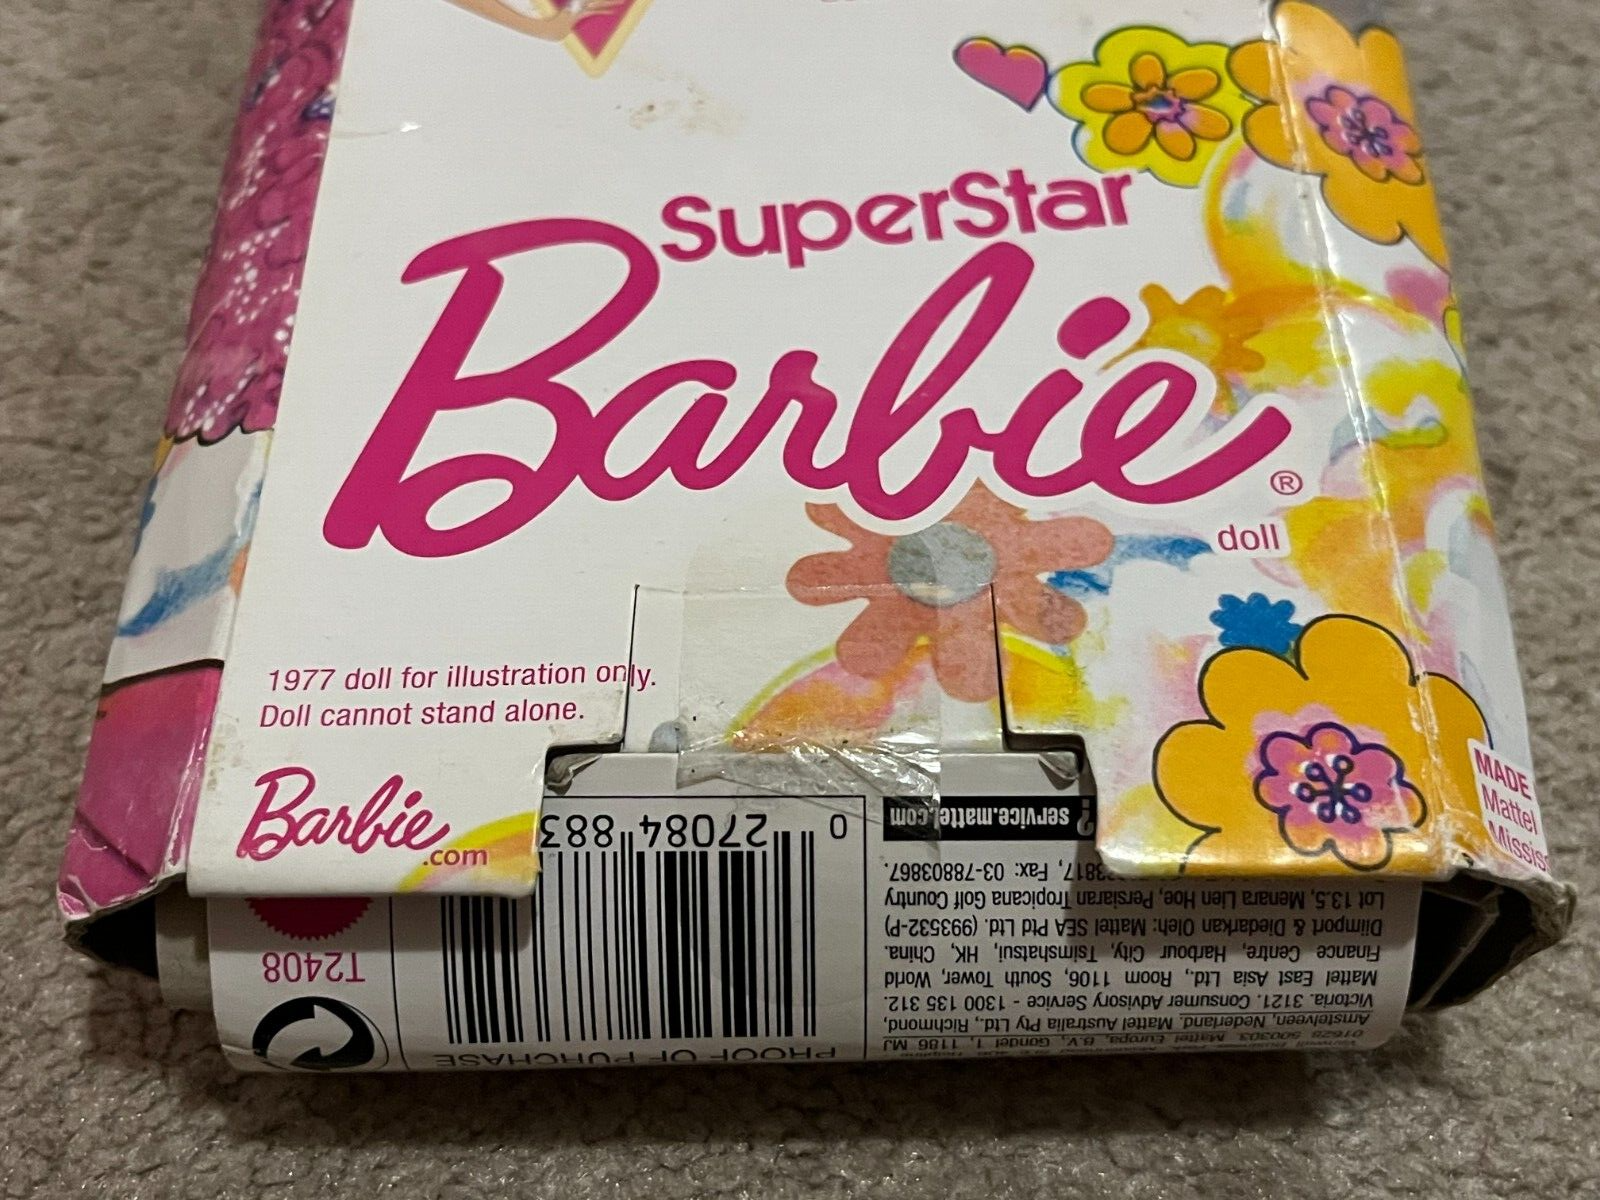 SuperStar
Barbie®
doll
1977 doll for illustration only.
Doll cannot stand alone.
Barbie
.com
MADE
Mattel
0 27084 883
? service.mattel.com
T2408
PROOF OF PURCHASE
Amstelveen, Nederland. Mattel Australia Pty Ltd., Richmond,
Victoria. 3121. Consumer Advisory Service - 1300 135 312.
Mattel East Asia Ltd., Room 1106, South Tower, World
Finance Centre, Harbour City, Tsimshatsui, HK, China.
Diimport & Diedarkan Oleh: Mattel SEA Ptd Ltd. (993532-P)
Lot 13.5, Menara Lien Hoe, Persiaran Tropicana Golf Country
Fax: 03-78803867.